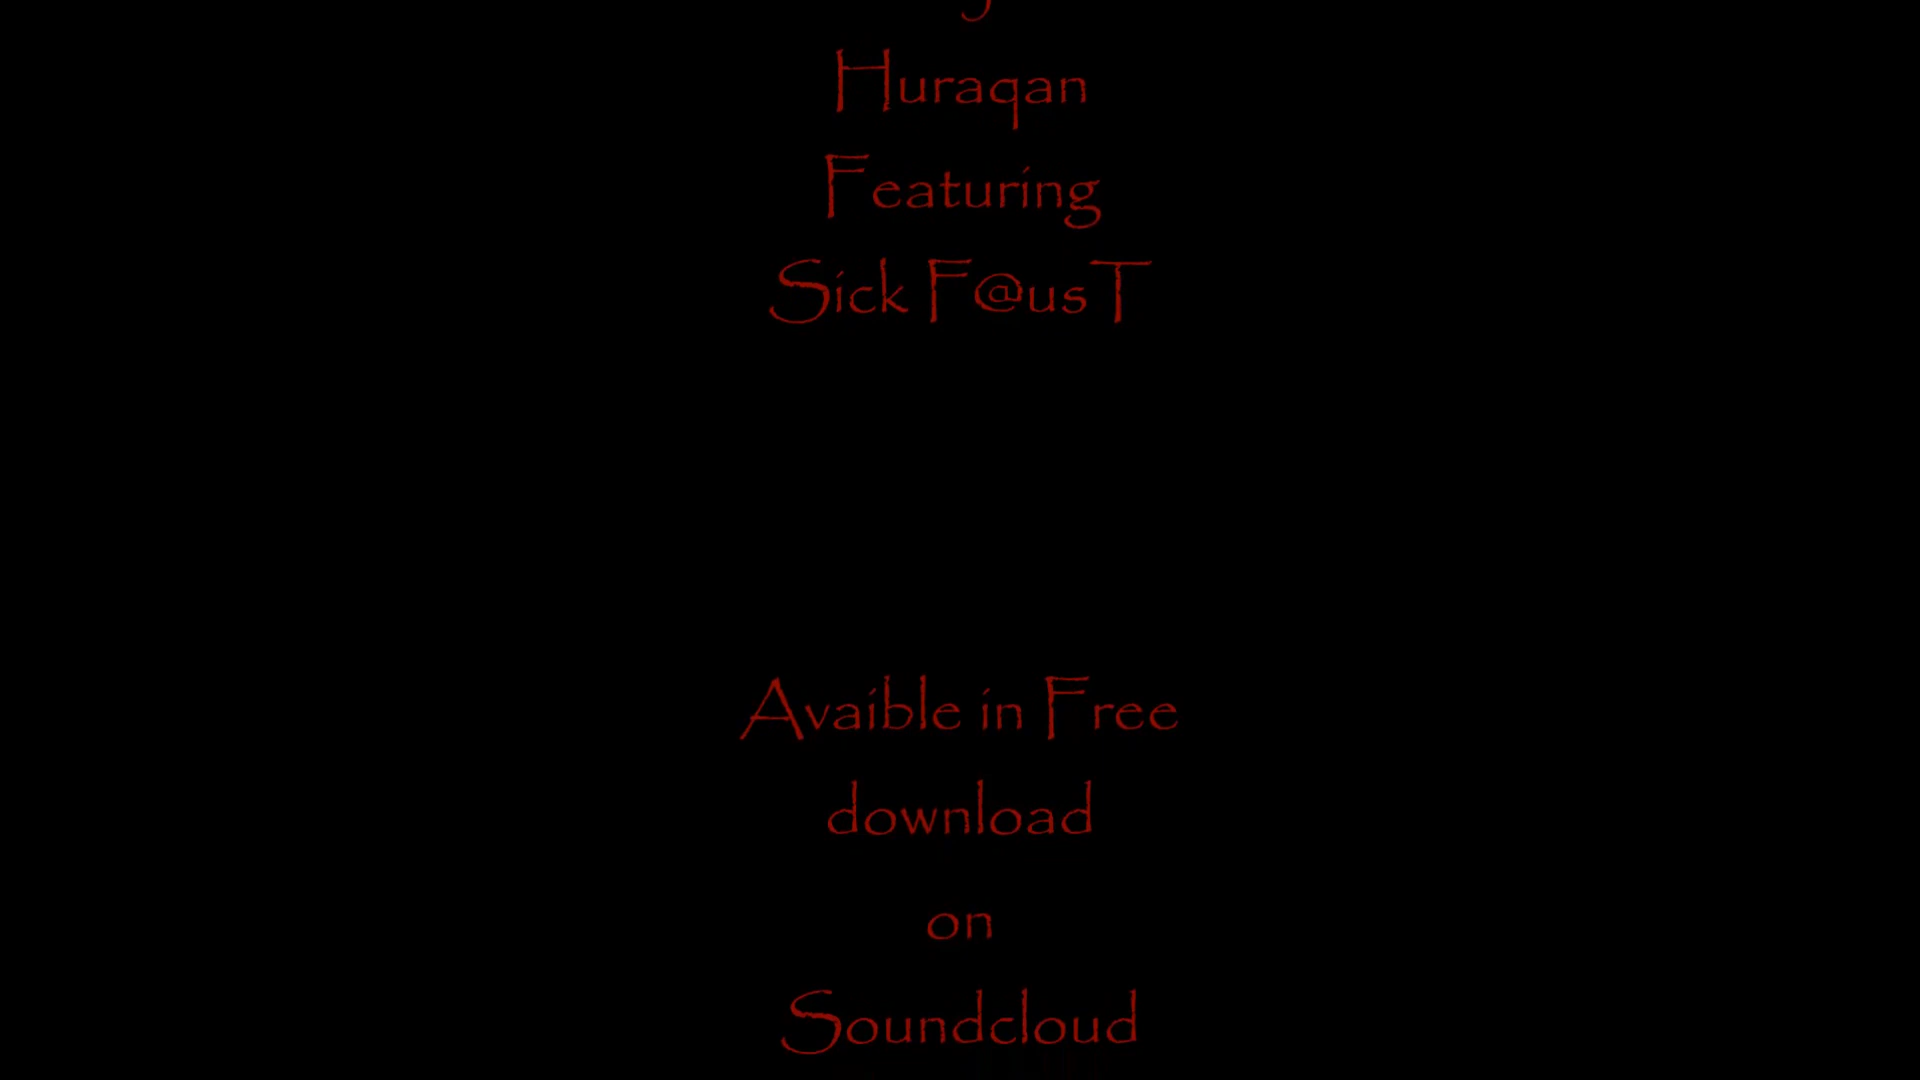 Huraqan
Featuring
Sick F@usT
Avaible in Free
download
on
Soundcloud